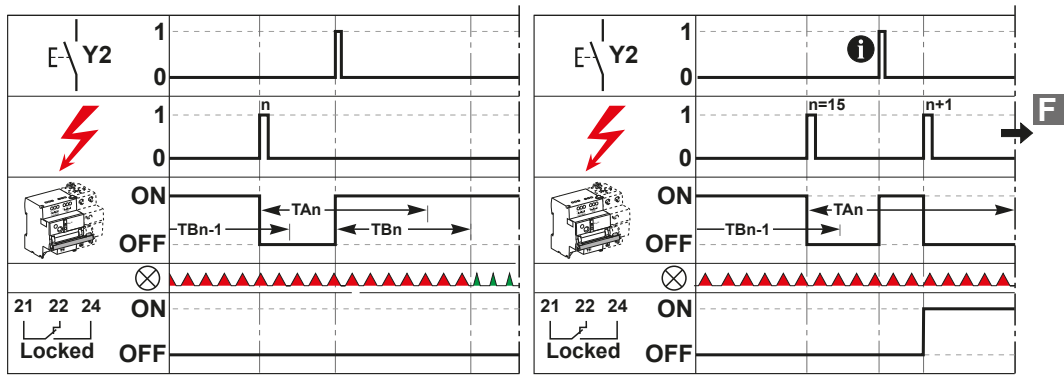 Y2
1
0
n
1
0
ON
OFF
TAn
TBn-1
TBn
21 22 24
Locked
ON
OFF
Y2
1
0
i
n=15
n+1
1
0
ON
OFF
TAn
TBn-1
21 22 24
Locked
ON
OFF
F